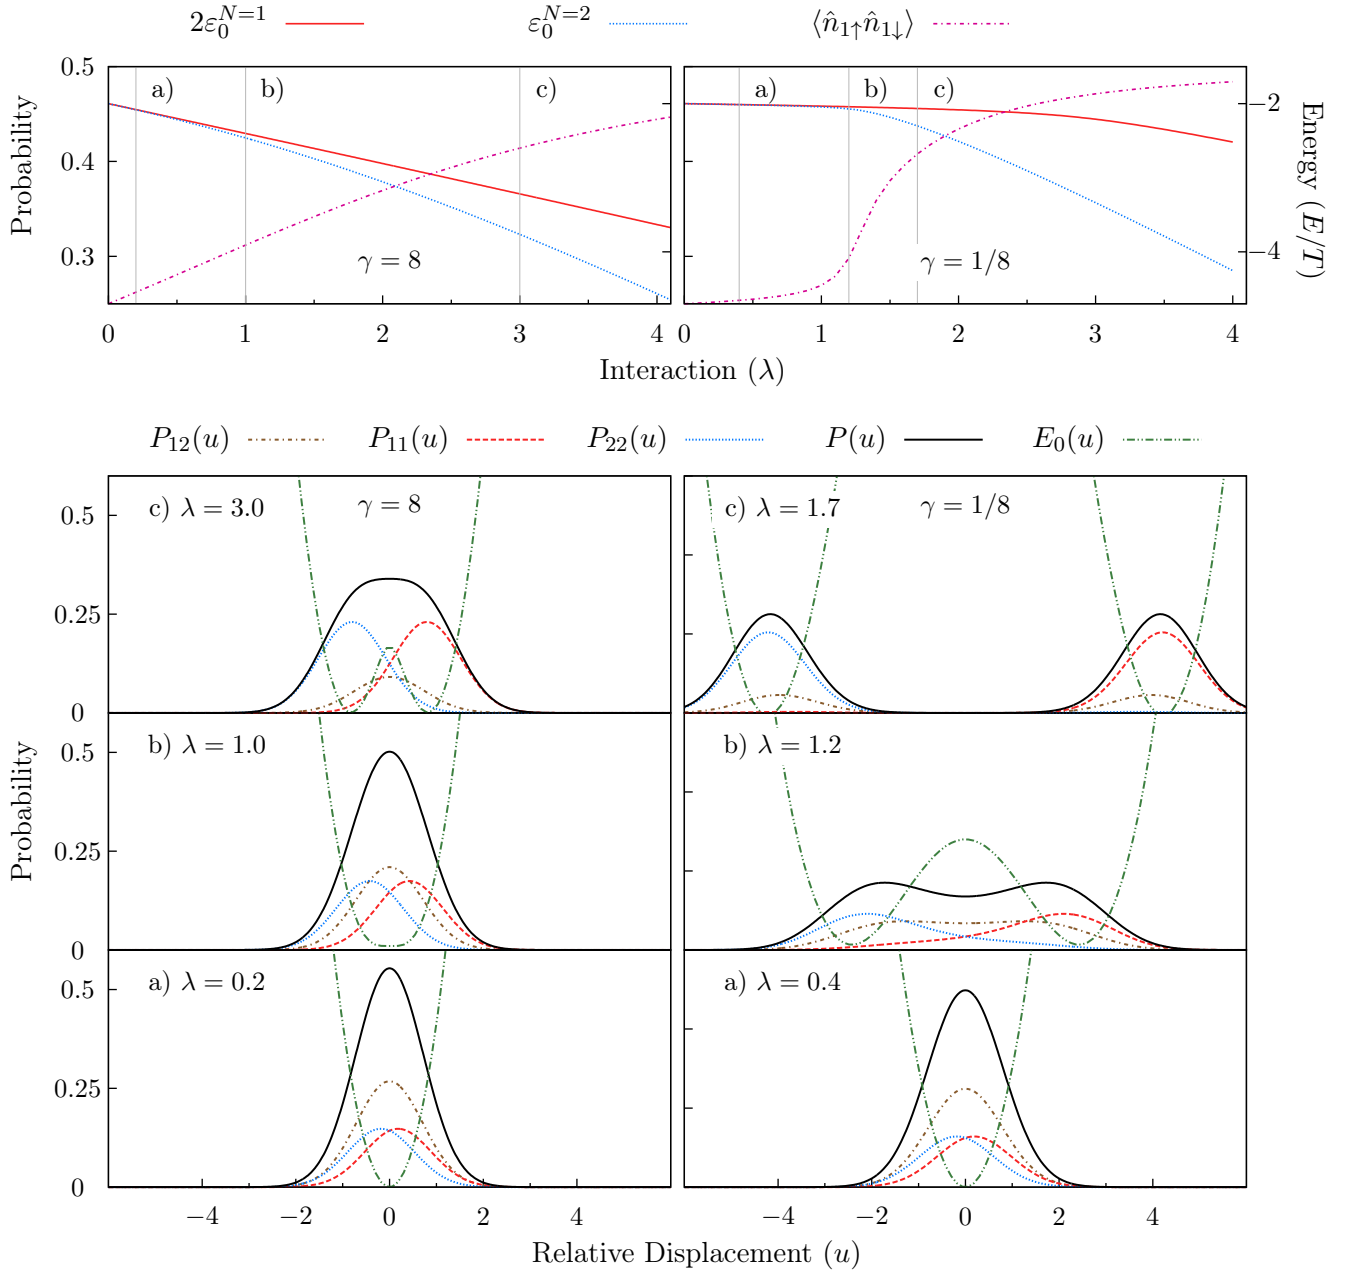 2ε₀^{N=1} ε₀^{N=2} ⟨n̂₁↑n̂₁↓⟩
0.5 a) b) c) a) b) c)
−2
0.4
0.3 γ = 8 γ = 1/8 −4
Probability
Energy (E/T)
0 1 2 3 4 0 1 2 3 4
Interaction (λ)
P₁₂(u) P₁₁(u) P₂₂(u) P(u) E₀(u)
0.5 c) λ = 3.0 γ = 8 c) λ = 1.7 γ = 1/8
0.25
0
0.5 b) λ = 1.0 b) λ = 1.2
0.25
0
0.5 a) λ = 0.2 a) λ = 0.4
0.25
0
Probability
−4 −2 0 2 4 −4 −2 0 2 4
Relative Displacement (u)